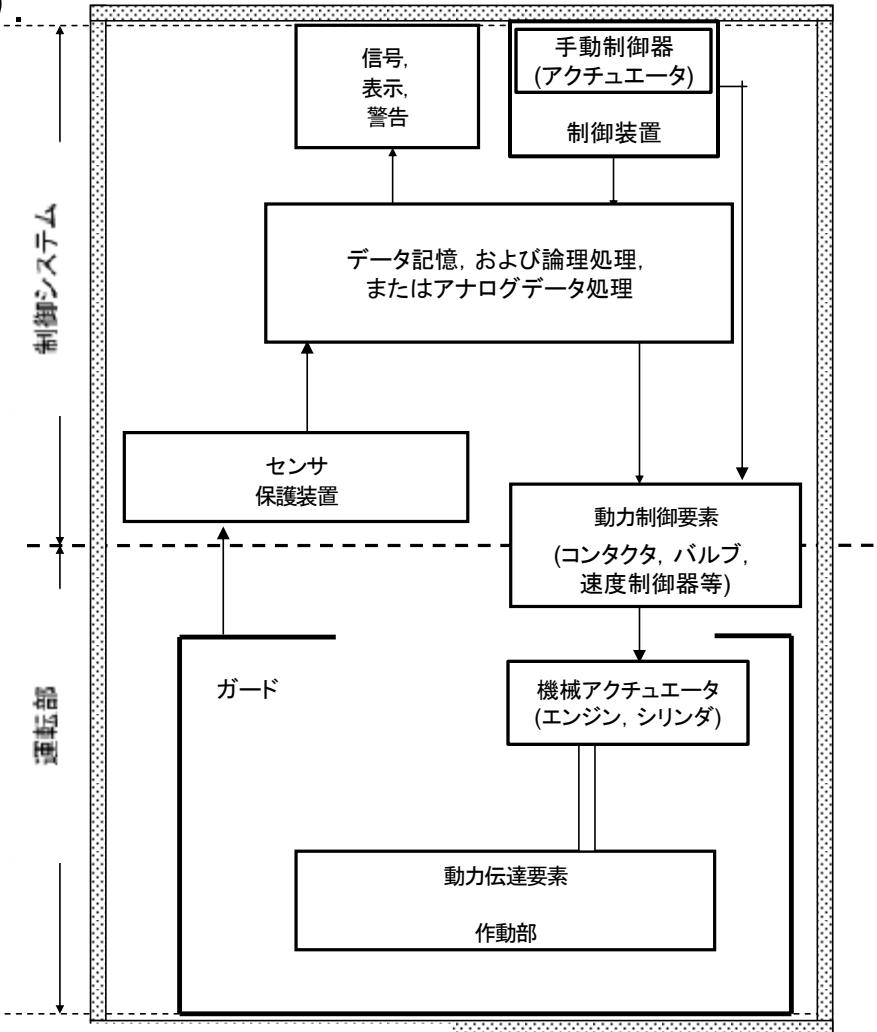 ).
信号,
表示,
警告
手動制御器
(アクチュエータ)
制御装置
制御システム
データ記憶, および論理処理,
またはアナログデータ処理
センサ
保護装置
動力制御要素
(コンタクタ, バルブ,
速度制御器等)
運転部
ガード
機械アクチュエータ
(エンジン, シリンダ)
動力伝達要素
作動部